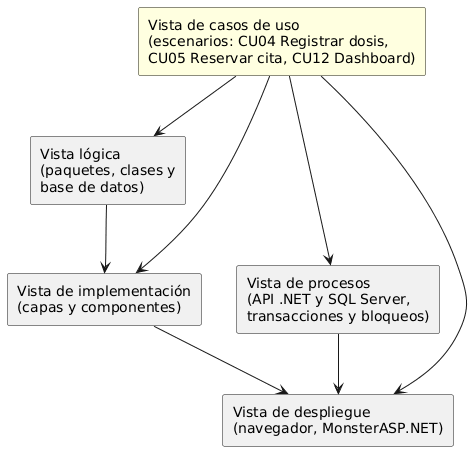 Vista de casos de uso
(escenarios: CU04 Registrar dosis,
CU05 Reservar cita, CU12 Dashboard)
Vista lógica
(paquetes, clases y
base de datos)
Vista de implementación
(capas y componentes)
Vista de procesos
(API .NET y SQL Server,
transacciones y bloqueos)
Vista de despliegue
(navegador, MonsterASP.NET)